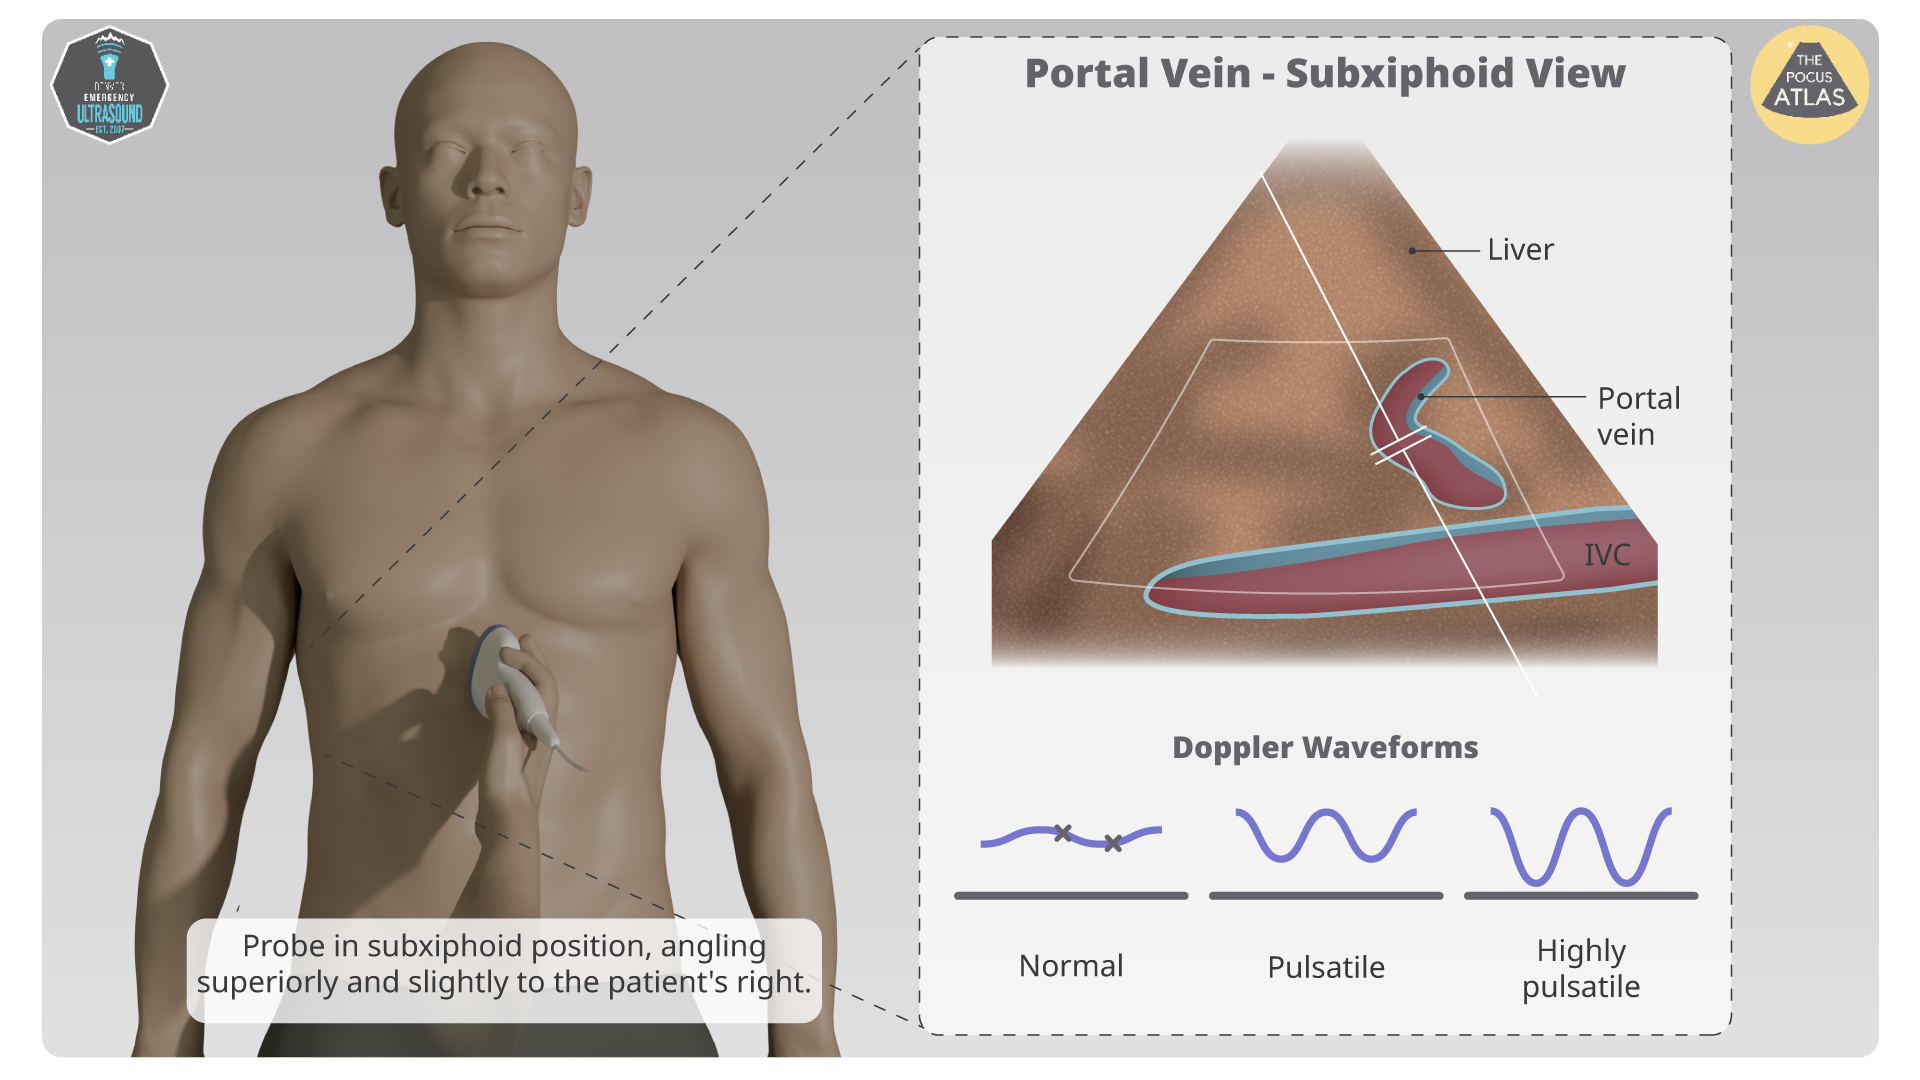 EMERGENCY
ULTRASOUND
EST. 2007
THE
POCUS
ATLAS
Portal Vein - Subxiphoid View
Liver
Portal
vein
IVC
Doppler Waveforms
Normal
Pulsatile
Highly
pulsatile
Probe in subxiphoid position, angling
superiorly and slightly to the patient's right.